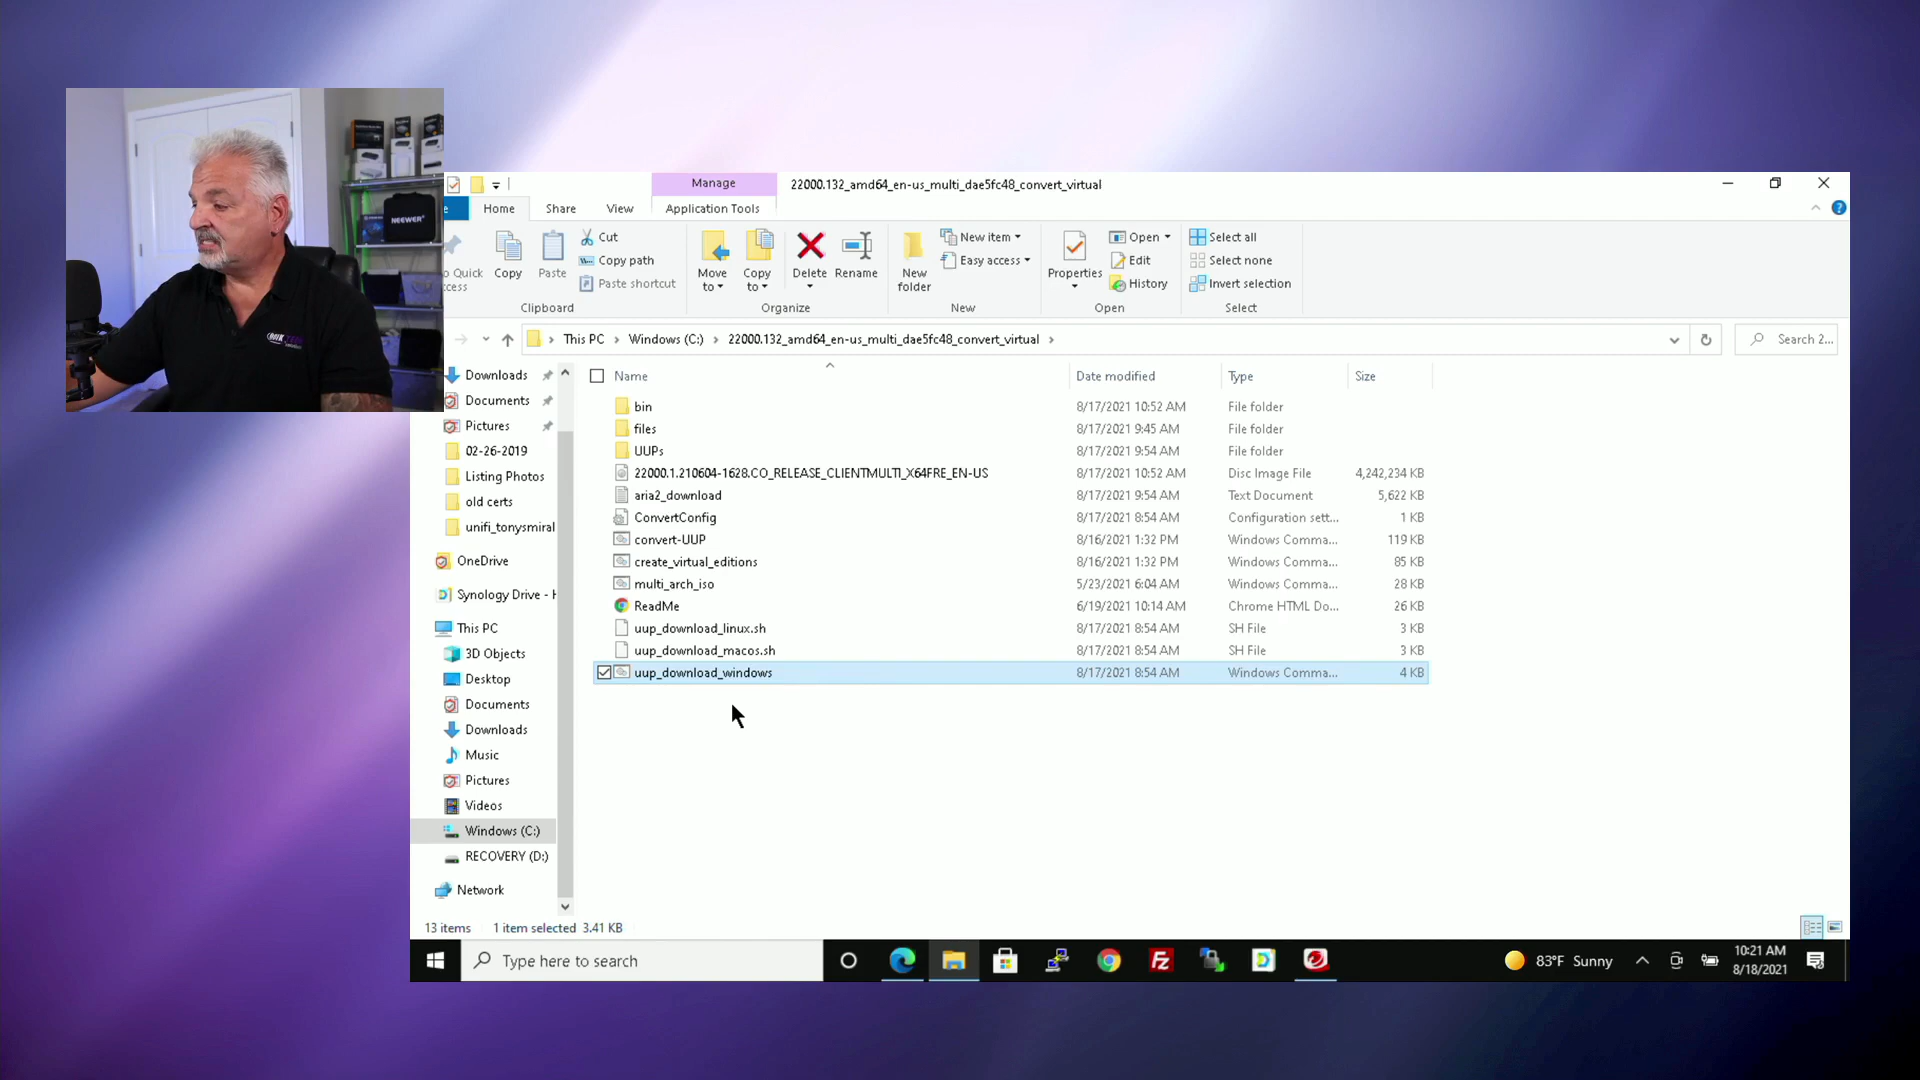 NEEWER
Manage
22000.132_amd64_en-us_multi_dae5fc48_convert_virtual
Home
Share
View
Application Tools
Copy
Paste
Cut
Copy path
Paste shortcut
Clipboard
Move to
Copy to
Delete
Rename
Organize
New folder
New item
Easy access
New
Properties
Open
Edit
History
Open
Select all
Select none
Invert selection
Select
This PC > Windows (C:) > 22000.132_amd64_en-us_multi_dae5fc48_convert_virtual >
Search 2...
Name Date modified Type Size
bin 8/17/2021 10:52 AM File folder
files 8/17/2021 9:45 AM File folder
UUPs 8/17/2021 9:54 AM File folder
22000.1.210604-1628.CO_RELEASE_CLIENTMULTI_X64FRE_EN-US 8/17/2021 10:52 AM Disc Image File 4,242,234 KB
aria2_download 8/17/2021 9:54 AM Text Document 5,622 KB
ConvertConfig 8/17/2021 8:54 AM Configuration sett... 1 KB
convert-UUP 8/16/2021 1:32 PM Windows Comma... 119 KB
create_virtual_editions 8/16/2021 1:32 PM Windows Comma... 85 KB
multi_arch_iso 5/23/2021 6:04 AM Windows Comma... 28 KB
ReadMe 6/19/2021 10:14 AM Chrome HTML Do... 26 KB
uup_download_linux.sh 8/17/2021 8:54 AM SH File 3 KB
uup_download_macos.sh 8/17/2021 8:54 AM SH File 3 KB
uup_download_windows 8/17/2021 8:54 AM Windows Comma... 4 KB
Downloads
Documents
Pictures
02-26-2019
Listing Photos
old certs
unifi_tonysmiral
OneDrive
Synology Drive - H
This PC
3D Objects
Desktop
Documents
Downloads
Music
Pictures
Videos
Windows (C:)
RECOVERY (D:)
Network
13 items 1 item selected 3.41 KB
Type here to search
83°F Sunny
10:21 AM
8/18/2021